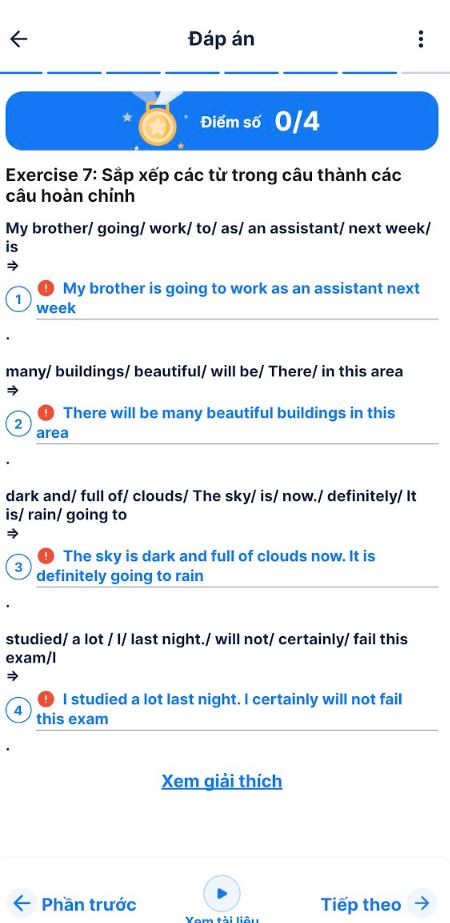 Đáp án
Điểm số 0/4
Exercise 7: Sắp xếp các từ trong câu thành các
câu hoàn chỉnh
My brother/ going/ work/ to/ as/ an assistant/ next week/
is
⇒
1 My brother is going to work as an assistant next
week
.
many/ buildings/ beautiful/ will be/ There/ in this area
⇒
2 There will be many beautiful buildings in this
area
.
dark and/ full of/ clouds/ The sky/ is/ now./ definitely/ It
is/ rain/ going to
⇒
3 The sky is dark and full of clouds now. It is
definitely going to rain
.
studied/ a lot / I/ last night./ will not/ certainly/ fail this
exam/I
⇒
4 I studied a lot last night. I certainly will not fail
this exam
.
Xem giải thích
Phần trước
Xem tài liệu
Tiếp theo